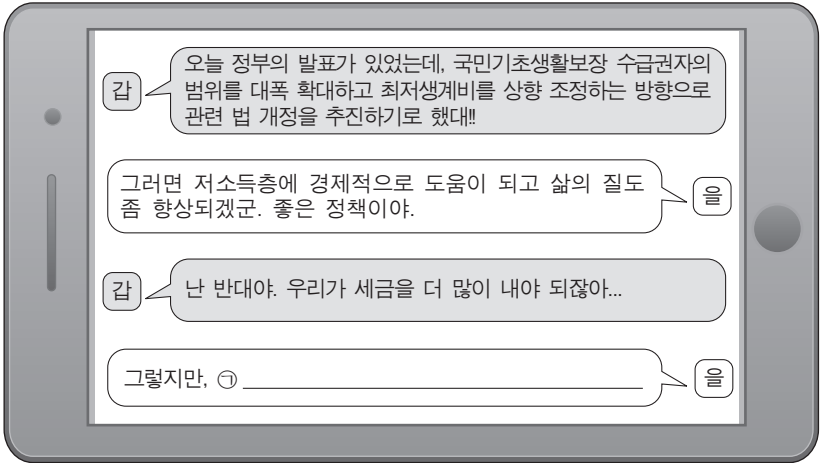 갑
오늘 정부의 발표가 있었는데, 국민기초생활보장 수급권자의
범위를 대폭 확대하고 최저생계비를 상향 조정하는 방향으로
관련 법 개정을 추진하기로 했대!!
그러면 저소득층에 경제적으로 도움이 되고 삶의 질도
좀 향상되겠군. 좋은 정책이야.
을
갑
난 반대야. 우리가 세금을 더 많이 내야 되잖아...
그렇지만, ㉠
을